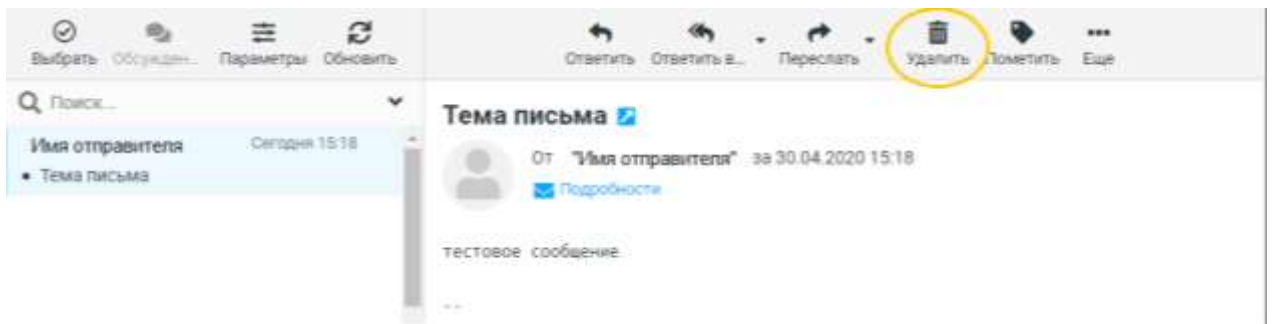 Выбрать Обсужден... Параметры Обновить
Ответить Ответить в... Переслать Удалить Пометить Еще
Поиск...
Имя отправителя Сегодня 15:18
• Тема письма
Тема письма
От "Имя отправителя" за 30.04.2020 15:18
Подробности
тестовое сообщение
--